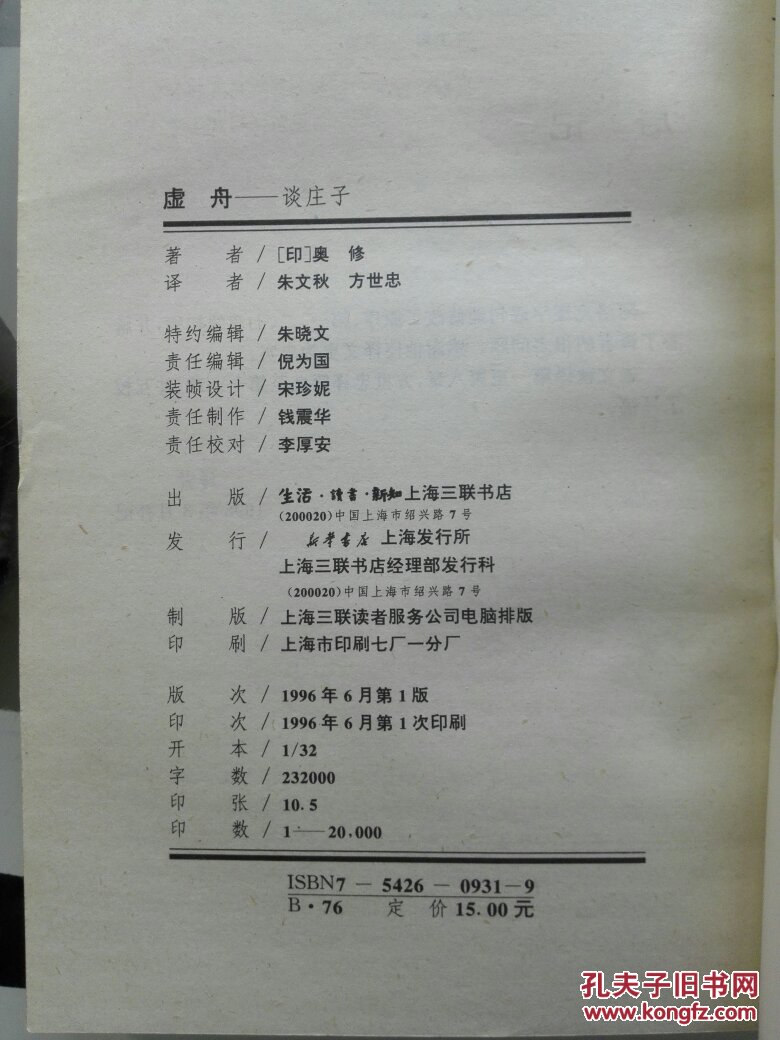 虚 舟——谈庄子
著 者 / [印]奥 修
译 者 / 朱文秋 方世忠
特约编辑 / 朱晓文
责任编辑 / 倪为国
装帧设计 / 宋珍妮
责任制作 / 钱震华
责任校对 / 李厚安
出 版 / 生活·讀書·新知上海三联书店
(200020)中国上海市绍兴路7号
发 行 / 新华书店 上海发行所
上海三联书店经理部发行科
(200020)中国上海市绍兴路7号
制 版 / 上海三联读者服务公司电脑排版
印 刷 / 上海市印刷七厂一分厂
版 次 / 1996年6月第1版
印 次 / 1996年6月第1次印刷
开 本 / 1/32
字 数 / 232000
印 张 / 10.5
印 数 / 1——20,000
ISBN7 - 5426 - 0931-9
B·76 定 价 15.00元
孔夫子旧书网
www.kongfz.com